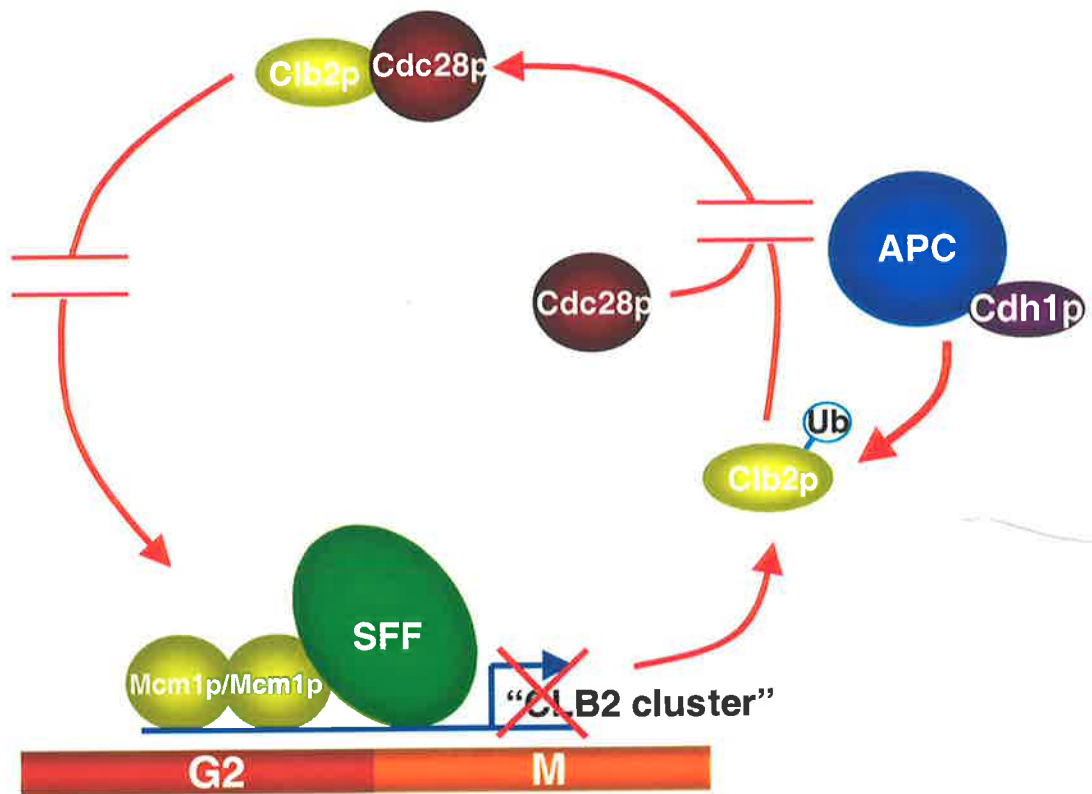 Clb2p
Cdc28p
APC
Cdc28p
Cdh1p
Ub
Clb2p
SFF
Mcm1p/Mcm1p
“CLB2 cluster”
G2
M